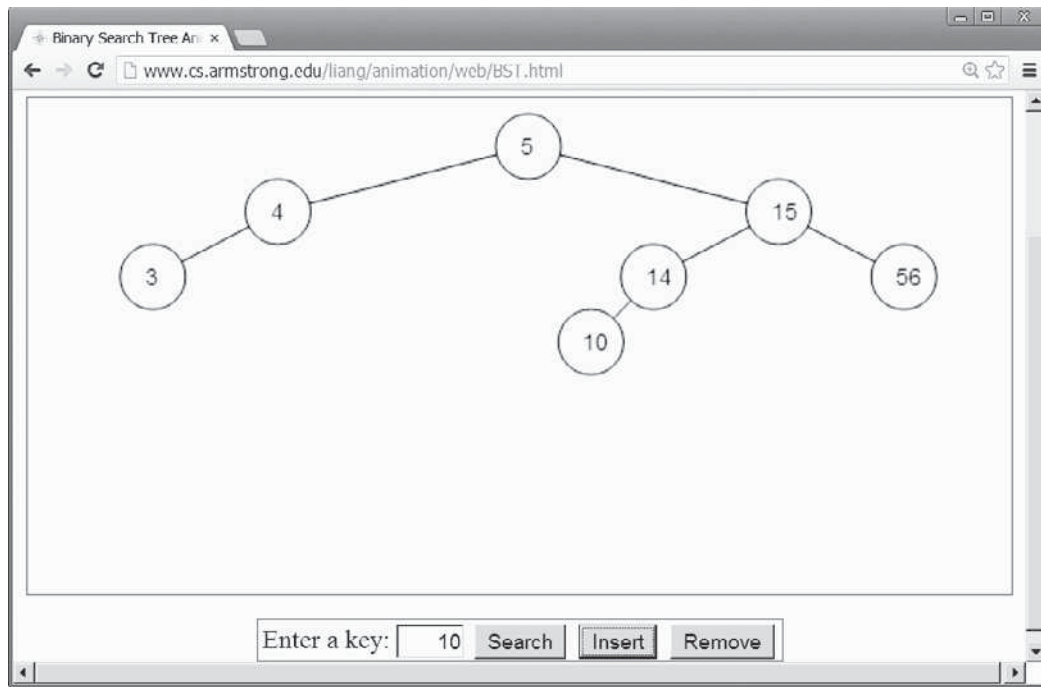 Binary Search Tree An
www.cs.armstrong.edu/liang/animation/web/BST.html
5
4
15
3
14
56
10
Enter a key: 10 Search Insert Remove